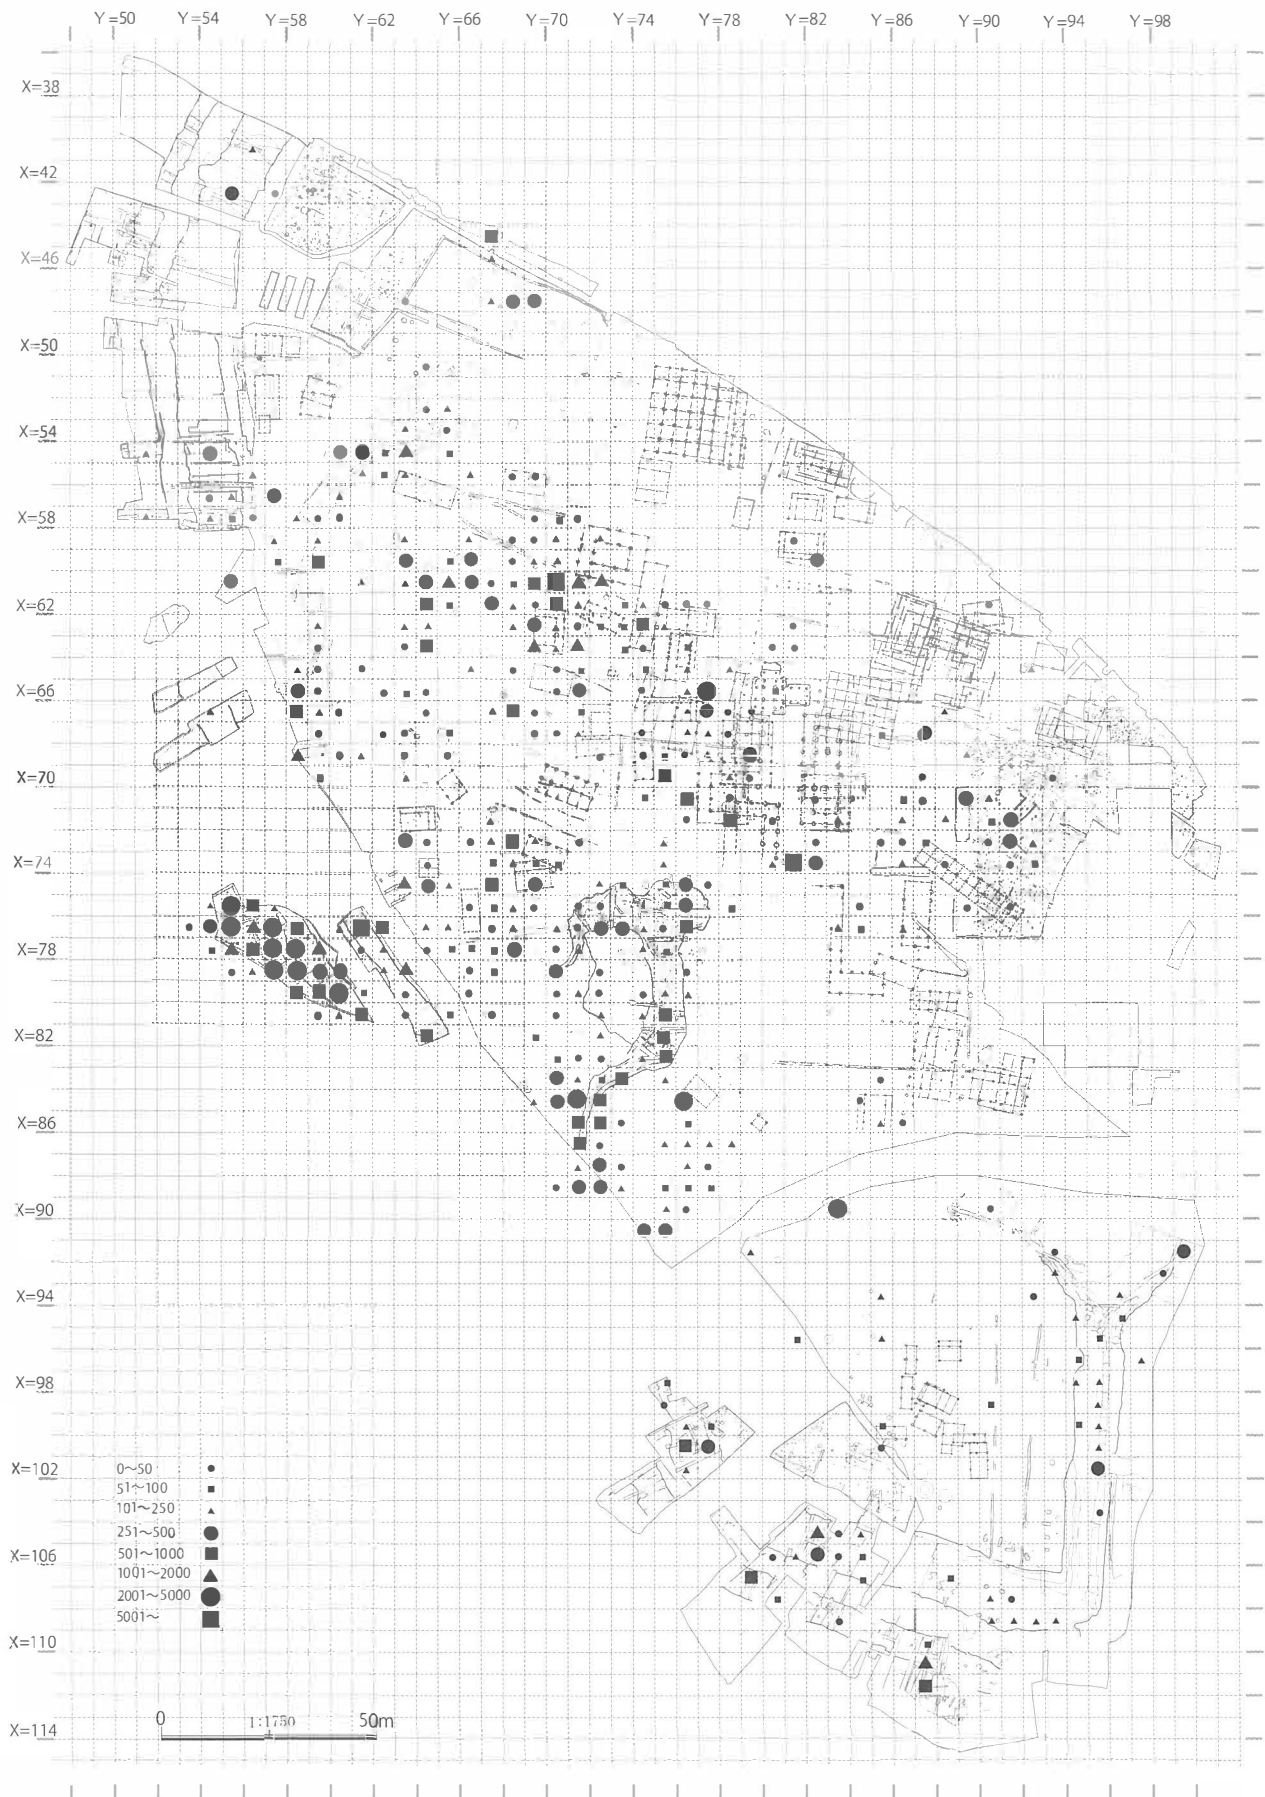 Y=50 Y=54 Y=58 Y=62 Y=66 Y=70 Y=74 Y=78 Y=82 Y=86 Y=90 Y=94 Y=98
X=38
X=42
X=46
X=50
X=54
X=58
X=62
X=66
X=70
X=74
X=78
X=82
X=86
X=90
X=94
X=98
X=102
X=106
X=110
X=114
0～50
51～100
101～250
251～500
501～1000
1001～2000
2001～5000
5001～
0 1:1750 50m